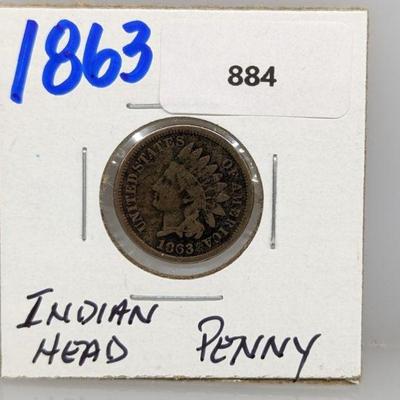 1863
884
UNITED STATES OF AMERICA
1863
INDIAN
HEAD PENNY